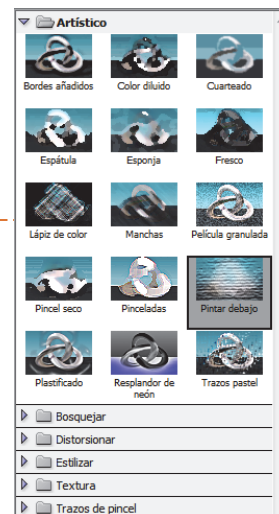 Artístico
Bordes añadidos Color diluido Cuarteado
Espátula Esponja Fresco
Lápiz de color Manchas Película granulada
Pincel seco Pinceladas Pintar debajo
Plastificado Resplandor de neón Trazos pastel
Bosquejar
Distorsionar
Estilizar
Textura
Trazos de pincel